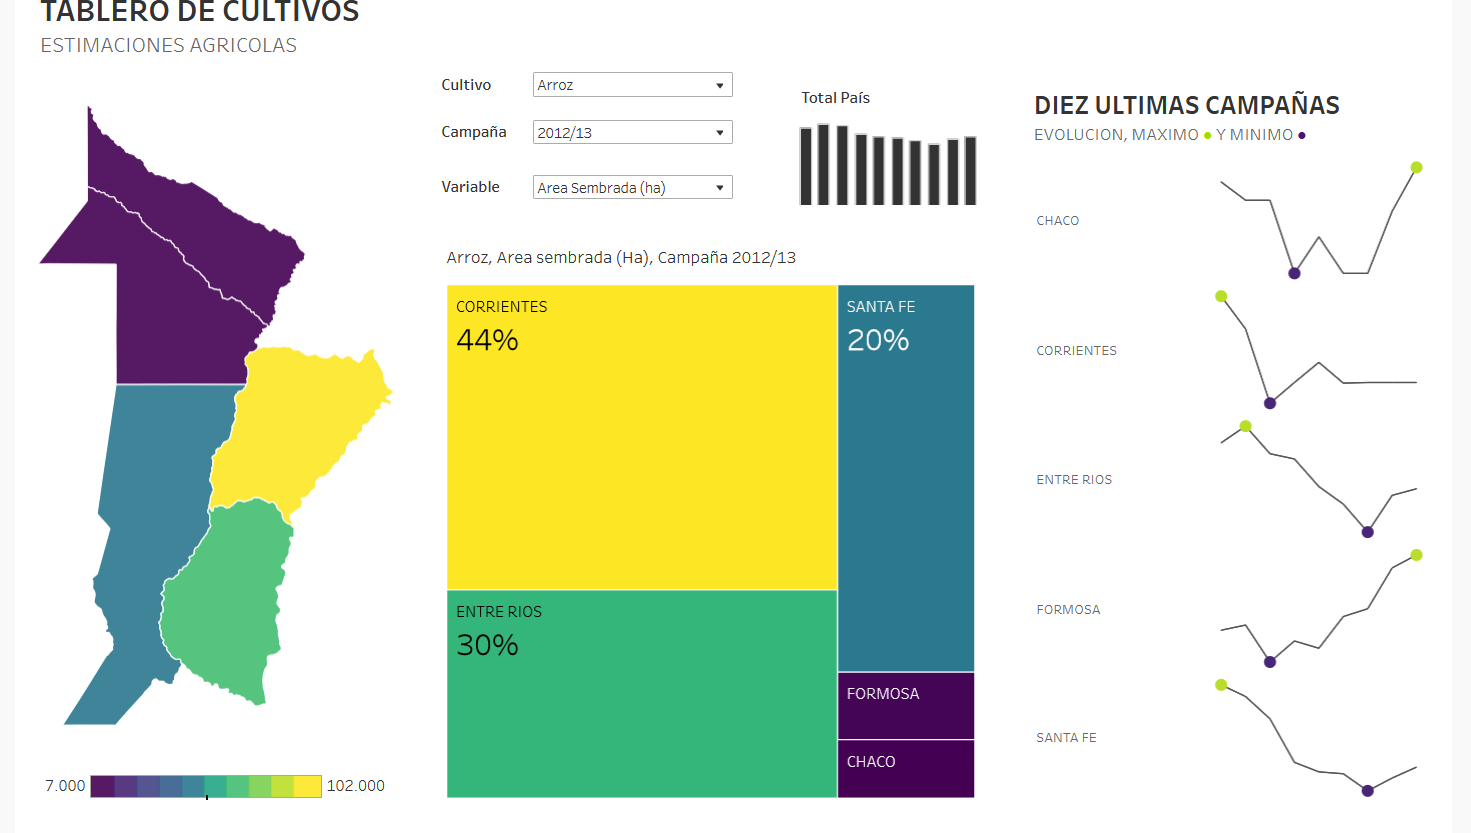 TABLERO DE CULTIVOS
ESTIMACIONES AGRICOLAS
Cultivo
Arroz
Campaña
2012/13
Variable
Area Sembrada (ha)
Total País
Arroz, Area sembrada (Ha), Campaña 2012/13
CORRIENTES
44%
SANTA FE
20%
ENTRE RIOS
30%
FORMOSA
CHACO
7.000
102.000
DIEZ ULTIMAS CAMPAÑAS
EVOLUCION, MAXIMO ● Y MINIMO ●
CHACO
CORRIENTES
ENTRE RIOS
FORMOSA
SANTA FE